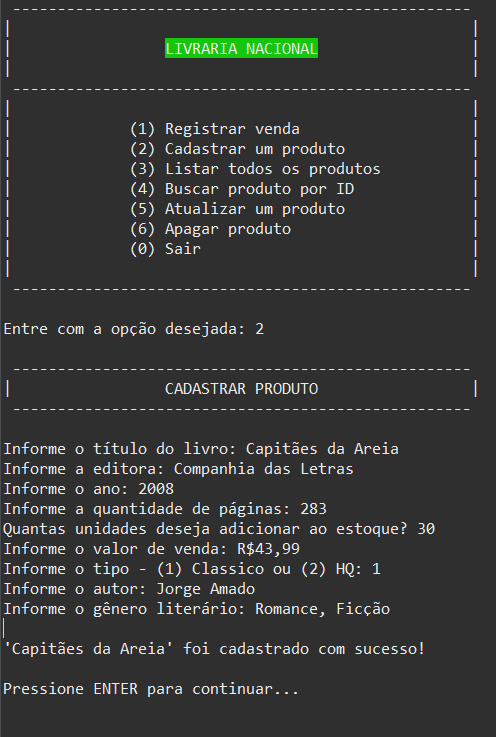 ---------------------------------------------------
|                                                   |
|                 LIVRARIA NACIONAL                 |
|                                                   |
---------------------------------------------------
|                                                   |
|             (1) Registrar venda                   |
|             (2) Cadastrar um produto              |
|             (3) Listar todos os produtos          |
|             (4) Buscar produto por ID             |
|             (5) Atualizar um produto              |
|             (6) Apagar produto                    |
|             (0) Sair                              |
|                                                   |
---------------------------------------------------
Entre com a opção desejada: 2
---------------------------------------------------
|                 CADASTRAR PRODUTO                 |
---------------------------------------------------
Informe o título do livro: Capitães da Areia
Informe a editora: Companhia das Letras
Informe o ano: 2008
Informe a quantidade de páginas: 283
Quantas unidades deseja adicionar ao estoque? 30
Informe o valor de venda: R$43,99
Informe o tipo - (1) Classico ou (2) HQ: 1
Informe o autor: Jorge Amado
Informe o gênero literário: Romance, Ficção
'Capitães da Areia' foi cadastrado com sucesso!
Pressione ENTER para continuar...